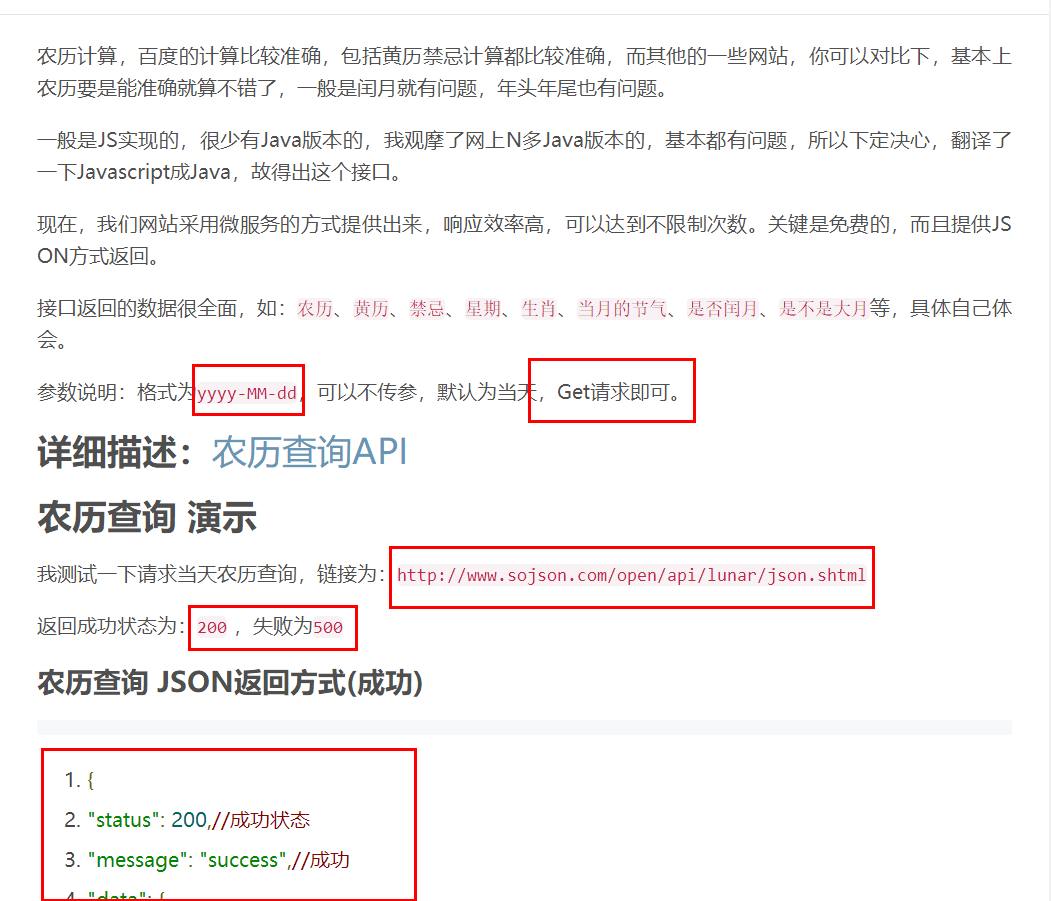 农历计算，百度的计算比较准确，包括黄历禁忌计算都比较准确，而其他的一些网站，你可以对比下，基本上
农历要是能准确就算不错了，一般是闰月就有问题，年头年尾也有问题。
一般是JS实现的，很少有Java版本的，我观摩了网上N多Java版本的，基本都有问题，所以下定决心，翻译了
一下Javascript成Java，故得出这个接口。
现在，我们网站采用微服务的方式提供出来，响应效率高，可以达到不限制次数。关键是免费的，而且提供JS
ON方式返回。
接口返回的数据很全面，如：农历、黄历、禁忌、星期、生肖、当月的节气、是否闰月、是不是大月等，具体自己体
会。
参数说明：格式为yyyy-MM-dd，可以不传参，默认为当天，Get请求即可。
详细描述：农历查询API
农历查询 演示
我测试一下请求当天农历查询，链接为：http://www.sojson.com/open/api/lunar/json.shtml
返回成功状态为：200 ，失败为500
农历查询 JSON返回方式(成功)
1. {
2. "status": 200,//成功状态
3. "message": "success",//成功
4. "data": {